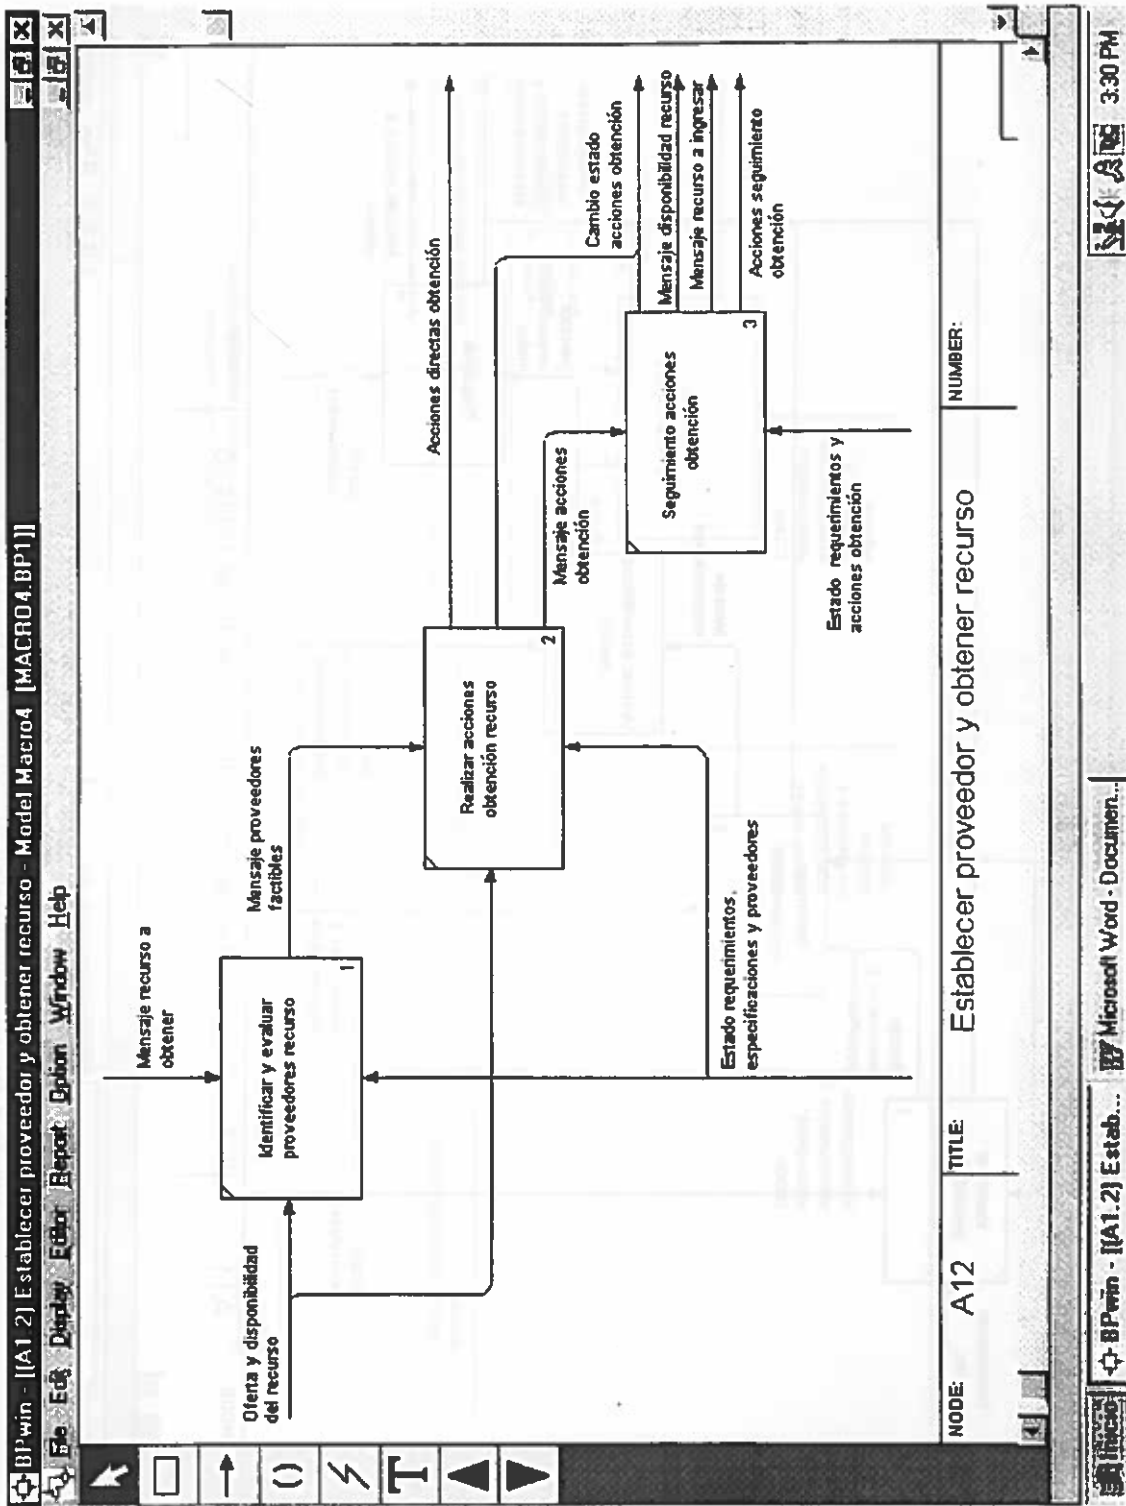 BPwin - [(A1.2) Establecer proveedor y obtener recurso - Model Macro4 [MACRO4.BP1]]
File Edit Display Editor Report Option Window Help
Mensaje recurso a
obtener
Oferta y disponibilidad
del recurso
Identificar y evaluar
proveedores recurso
1
Mensaje proveedores
factibles
Realizar acciones
obtención recurso
2
Acciones directas obtención
Mensaje acciones
obtención
Cambio estado
acciones obtención
Mensaje disponibilidad recurso
Mensaje recurso a ingresar
Acciones seguimiento
obtención
Seguimiento acciones
obtención
3
Estado requerimientos,
especificaciones y proveedores
Estado requerimientos y
acciones obtención
NODE:
A12
TITLE:
Establecer proveedor y obtener recurso
NUMBER:
T
Inicio
BPwin - [(A1.2) Estab...
Microsoft Word - Documen...
3:30 PM